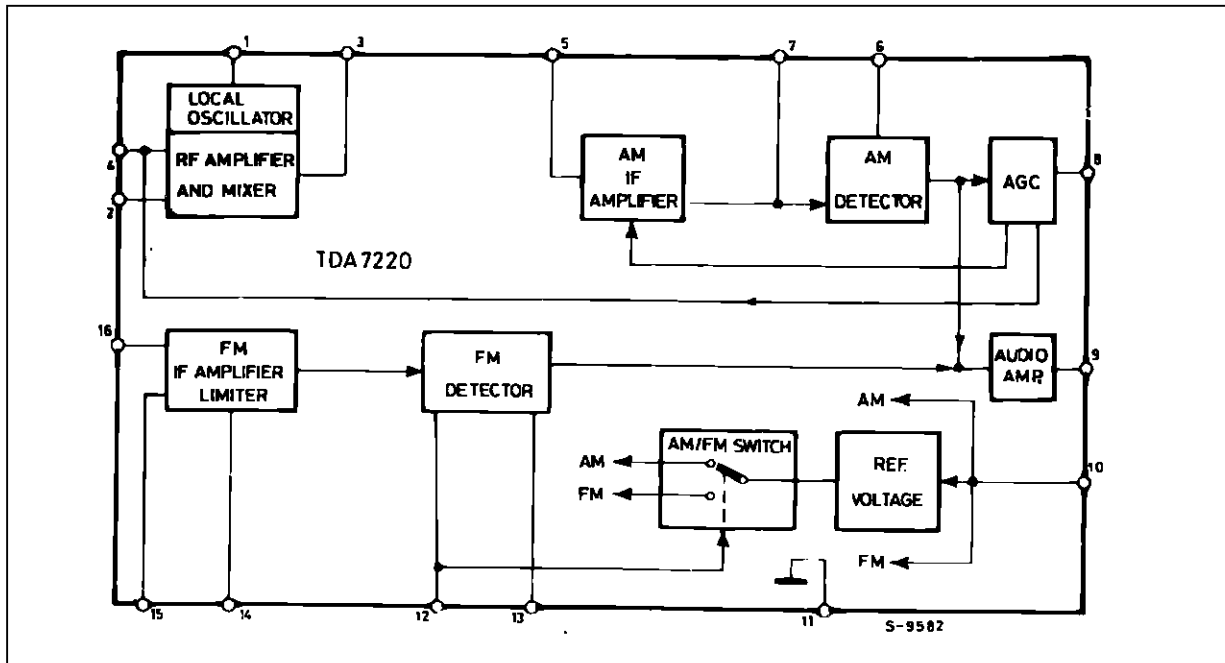 1
3
5
7
6
LOCAL
OSCILLATOR
RF AMPLIFIER
AND MIXER
4
2
AM
IF
AMPLIFIER
AM
DETECTOR
AGC
8
TDA7220
16
FM
IF AMPLIFIER
LIMITER
FM
DETECTOR
AUDIO
AMP.
9
AM
AM/FM SWITCH
AM
FM
REF.
VOLTAGE
10
FM
15
14
12
13
11
S-9582